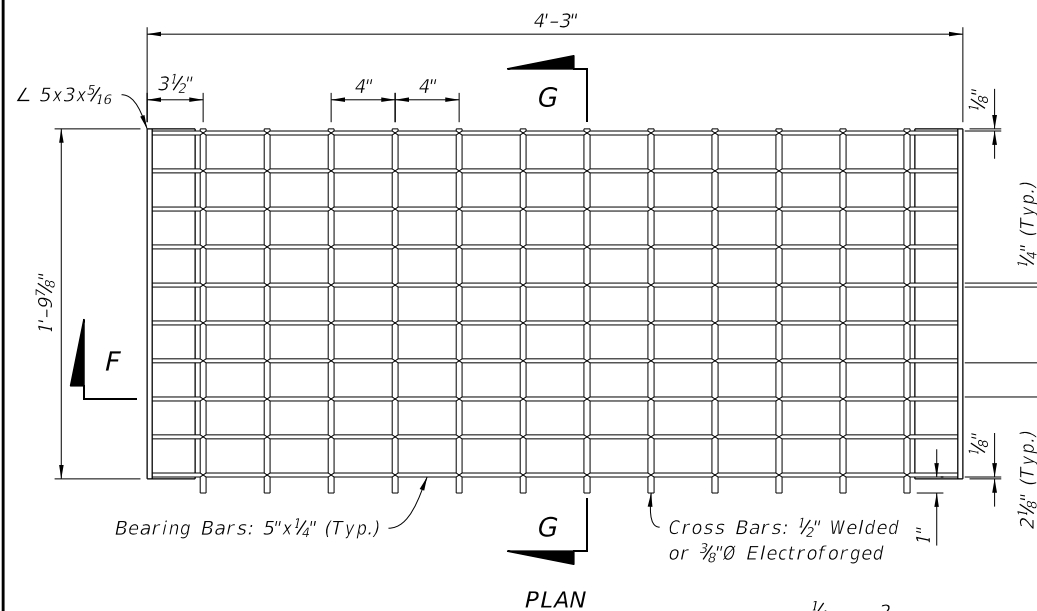 4'-3"
3½"
4"
4"
G
⅛"
∠ 5x3x5⁄16
¼" (Typ.)
1'-9⅞"
F
⅛"
2⅛" (Typ.)
Bearing Bars: 5"x¼" (Typ.)
G
Cross Bars: ½" Welded
or ⅜"Ø Electroforged
1"
PLAN